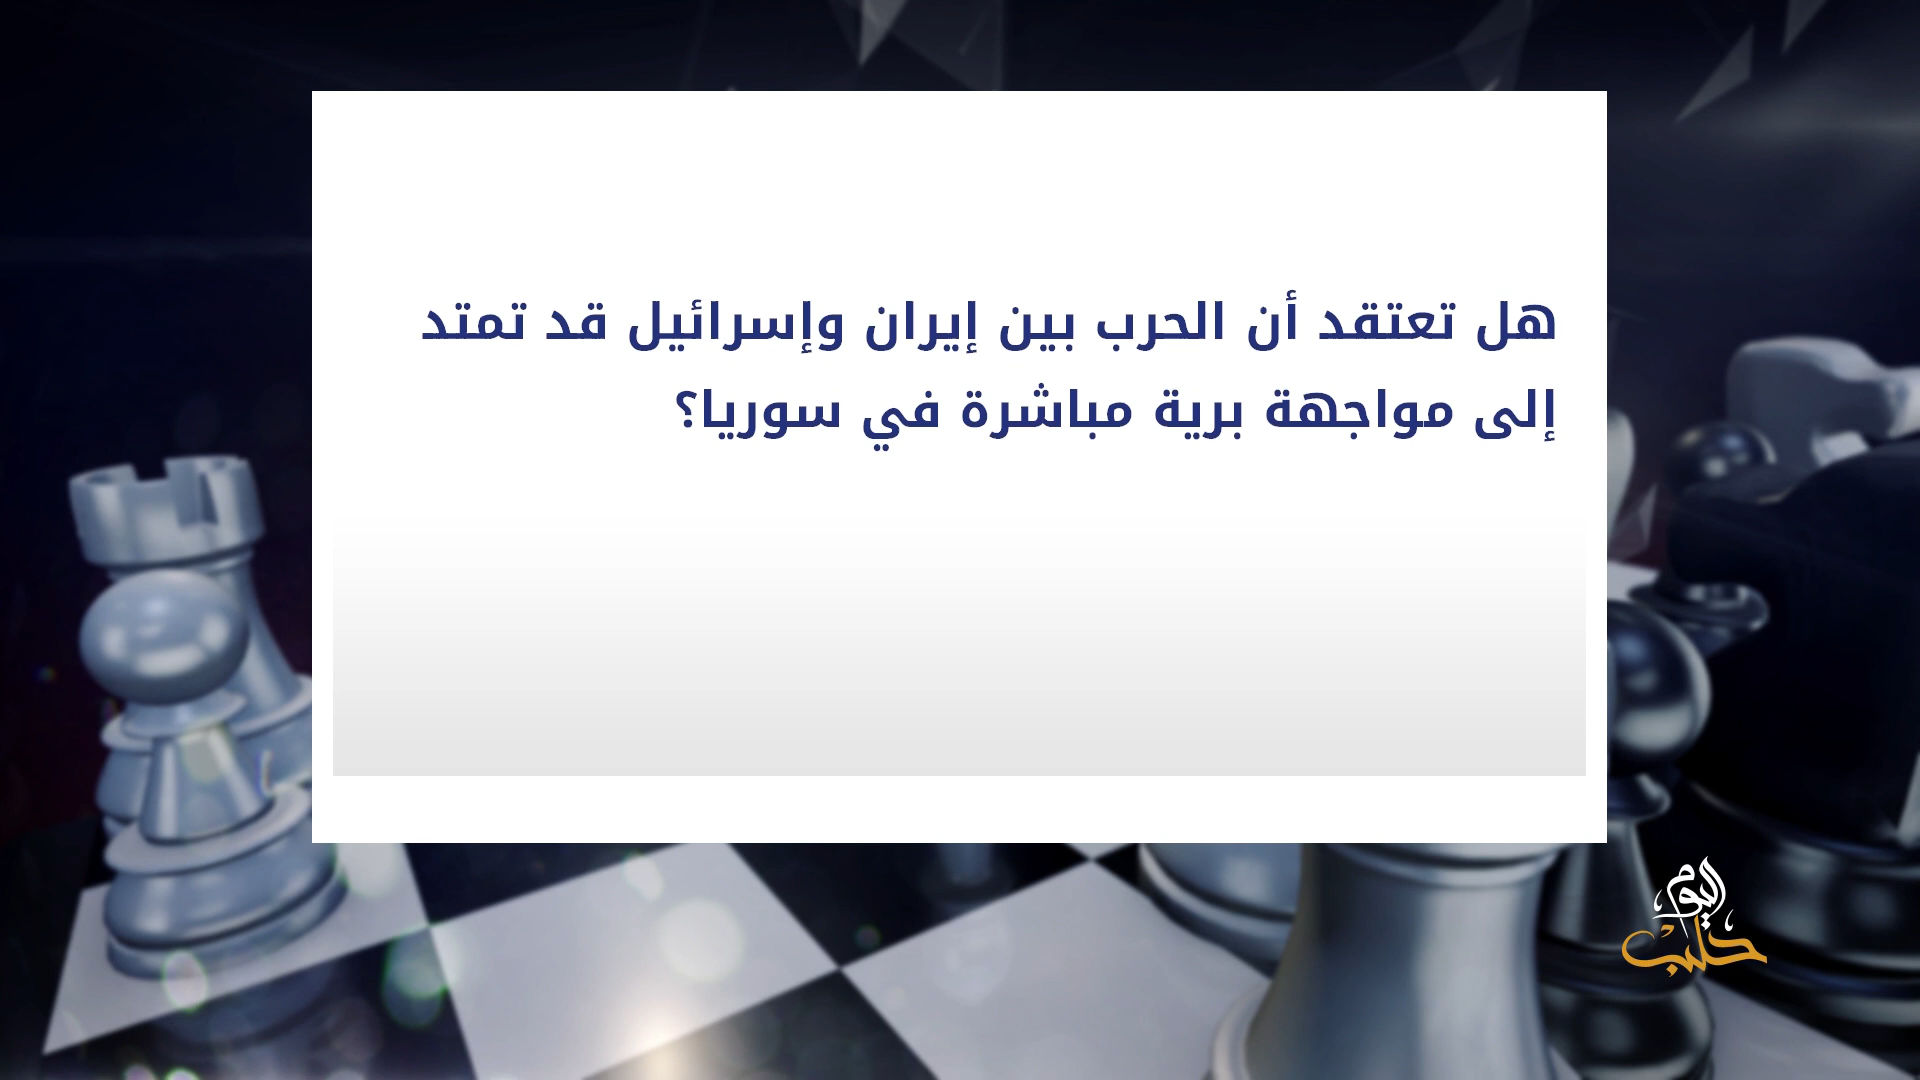 هل تعتقد أن الحرب بين إيران وإسرائيل قد تمتد
إلى مواجهة برية مباشرة في سوريا؟
حلب
اليوم